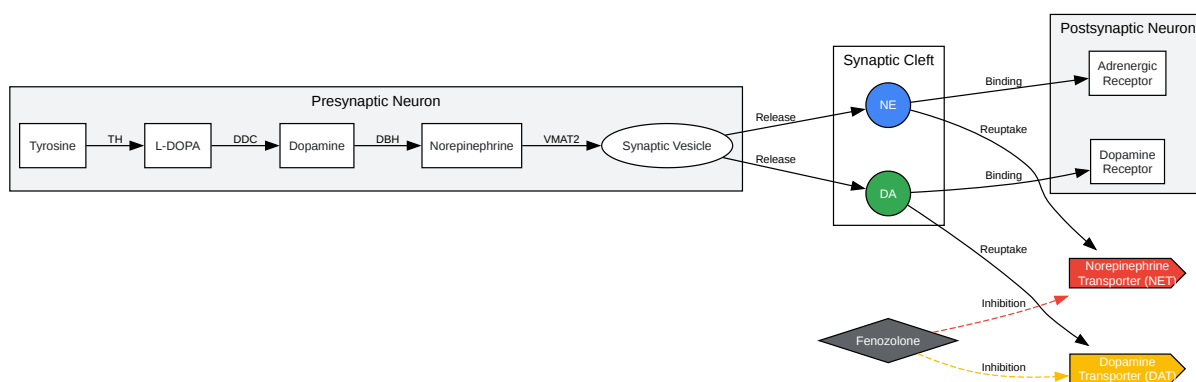 Postsynaptic Neuron
Synaptic Cleft
Adrenergic
Receptor
Binding
Presynaptic Neuron
NE
Release
Reuptake
Tyrosine
TH
L-DOPA
DDC
Dopamine
DBH
Norepinephrine
VMAT2
Synaptic Vesicle
Release
Dopamine
Receptor
Binding
DA
Reuptake
Norepinephrine
Transporter (NET)
Inhibition
Fenozolone
Inhibition
Dopamine
Transporter (DAT)